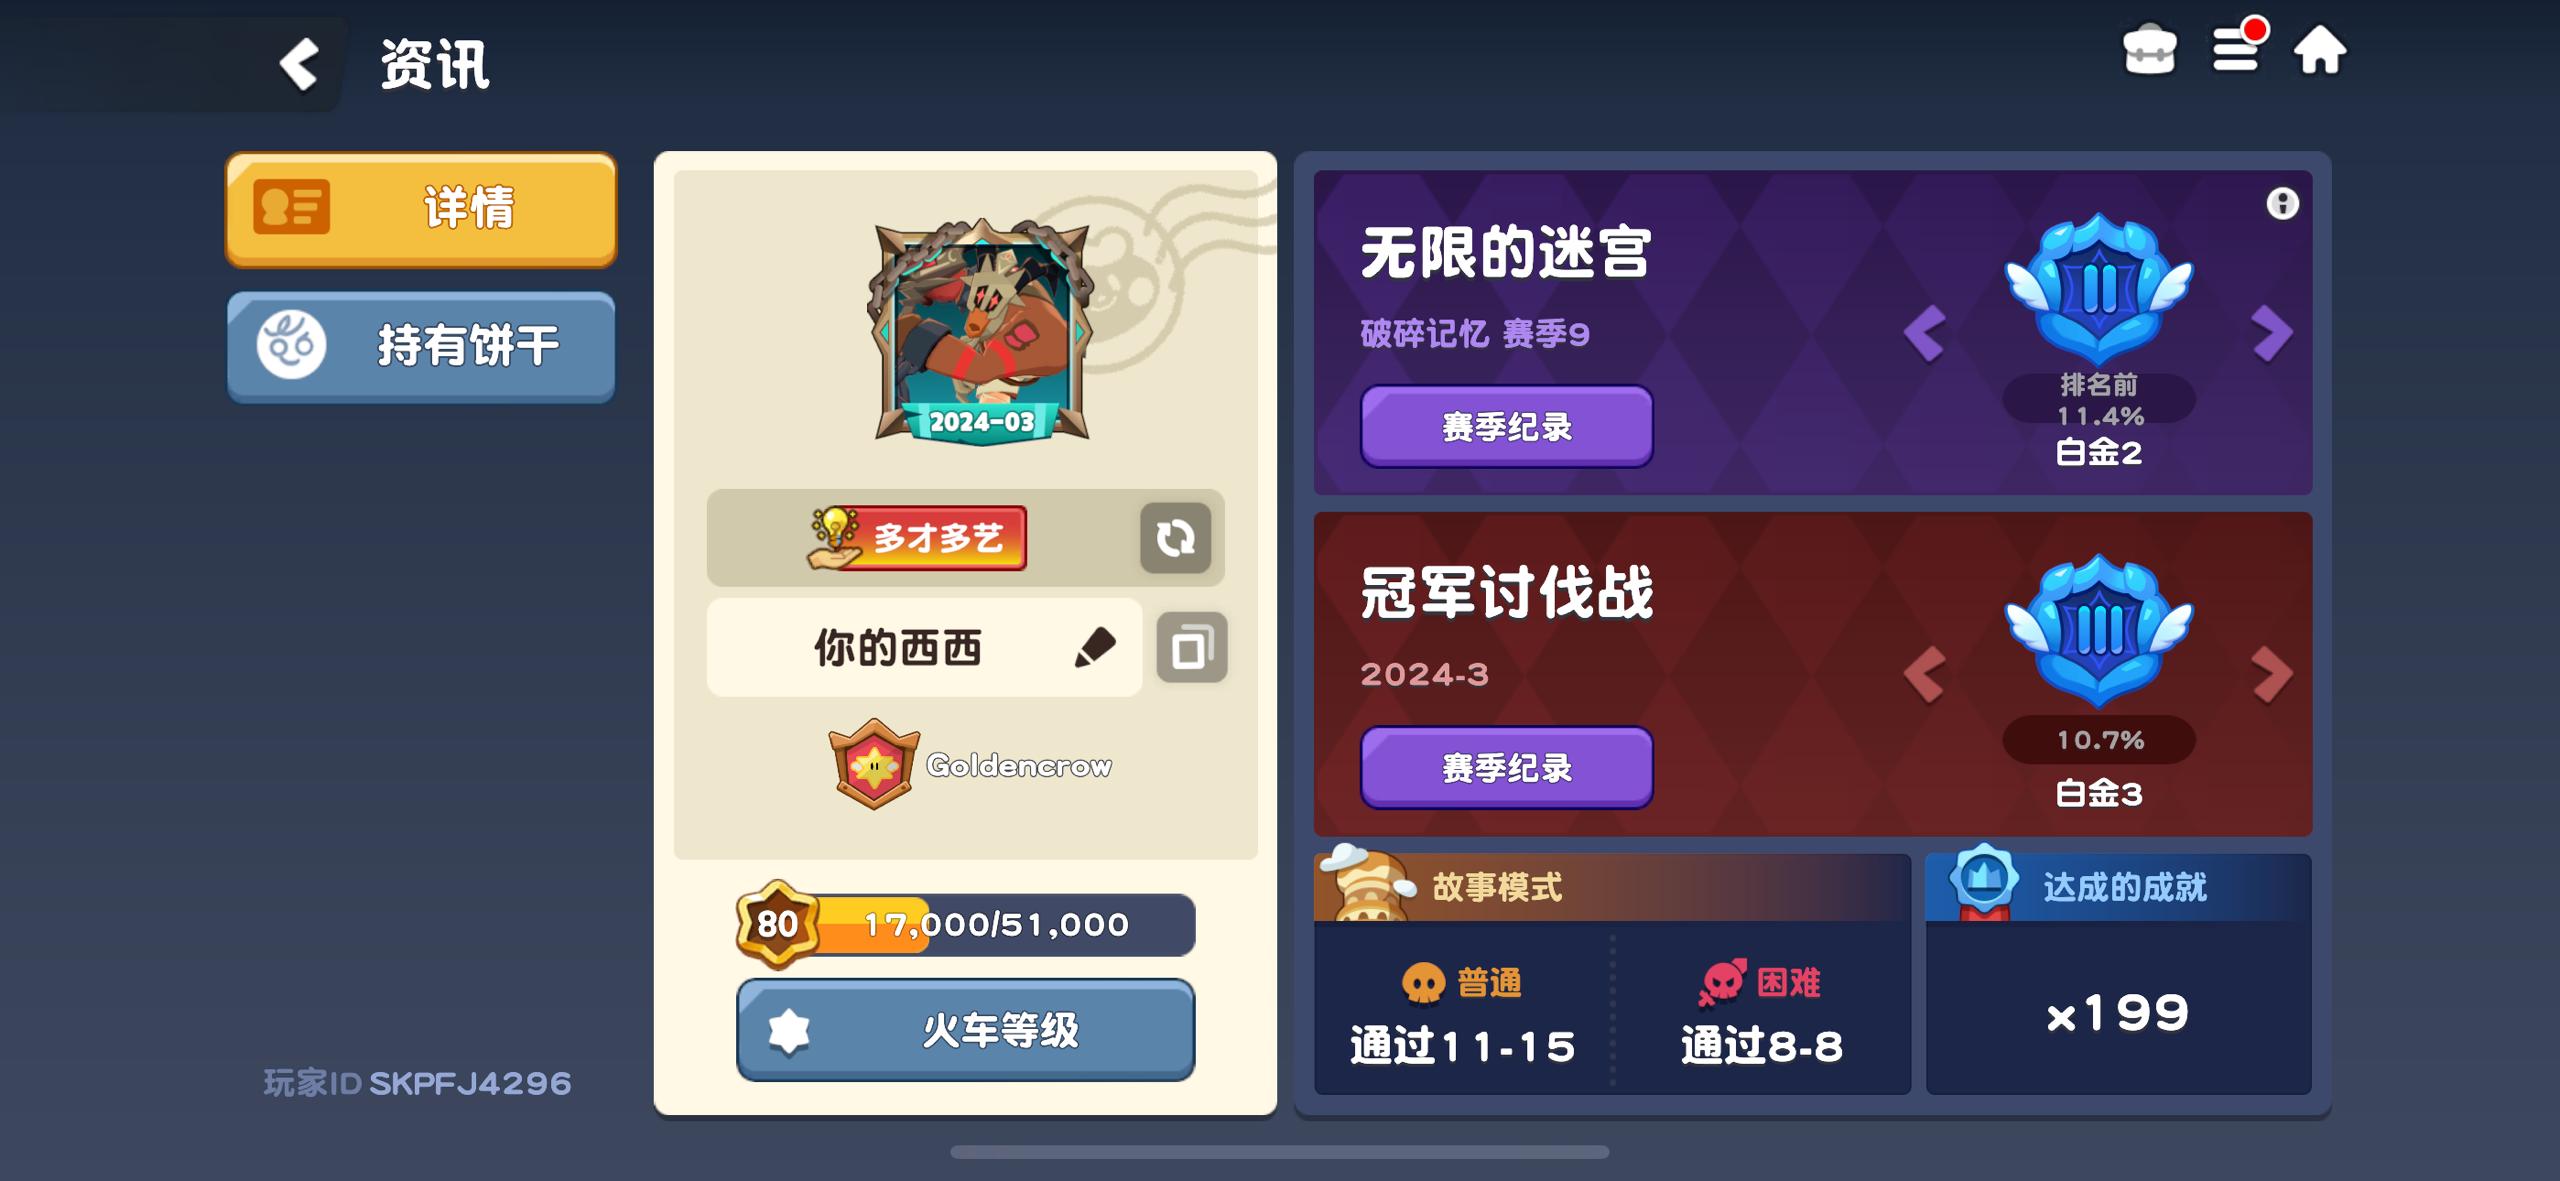 资讯
详情
持有饼干
玩家ID SKPFJ4296
2024-03
多才多艺
你的西西
Goldencrow
80
17,000/51,000
火车等级
无限的迷宫
破碎记忆 赛季9
赛季纪录
II
排名前
11.4%
白金2
冠军讨伐战
2024-3
赛季纪录
III
10.7%
白金3
故事模式
普通
通过11-15
困难
通过8-8
达成的成就
x199